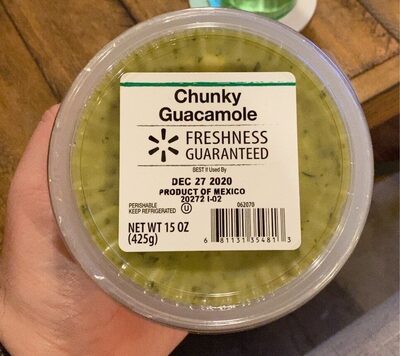 Chunky
Guacamole
FRESHNESS
GUARANTEED
BEST If Used By
DEC 27 2020
PRODUCT OF MEXICO
20272 I-02
PERISHABLE
KEEP REFRIGERATED U
062078
NET WT 15 OZ
(425g)
6 81131 35481 3